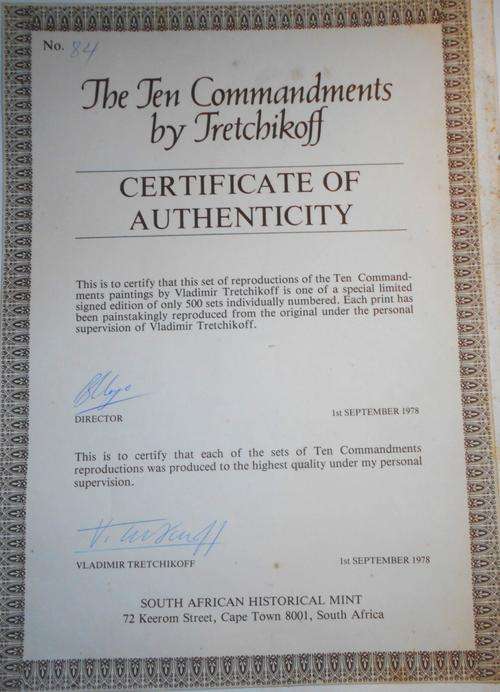 No. 84
The Ten Commandments
by Tretchikoff
CERTIFICATE OF
AUTHENTICITY
This is to certify that this set of reproductions of the Ten Command-
ments paintings by Vladimir Tretchikoff is one of a special limited
signed edition of only 500 sets individually numbered. Each print has
been painstakingly reproduced from the original under the personal
supervision of Vladimir Tretchikoff.
DIRECTOR 1st SEPTEMBER 1978
This is to certify that each of the sets of Ten Commandments
reproductions was produced to the highest quality under my personal
supervision.
VLADIMIR TRETCHIKOFF 1st SEPTEMBER 1978
SOUTH AFRICAN HISTORICAL MINT
72 Keerom Street, Cape Town 8001, South Africa